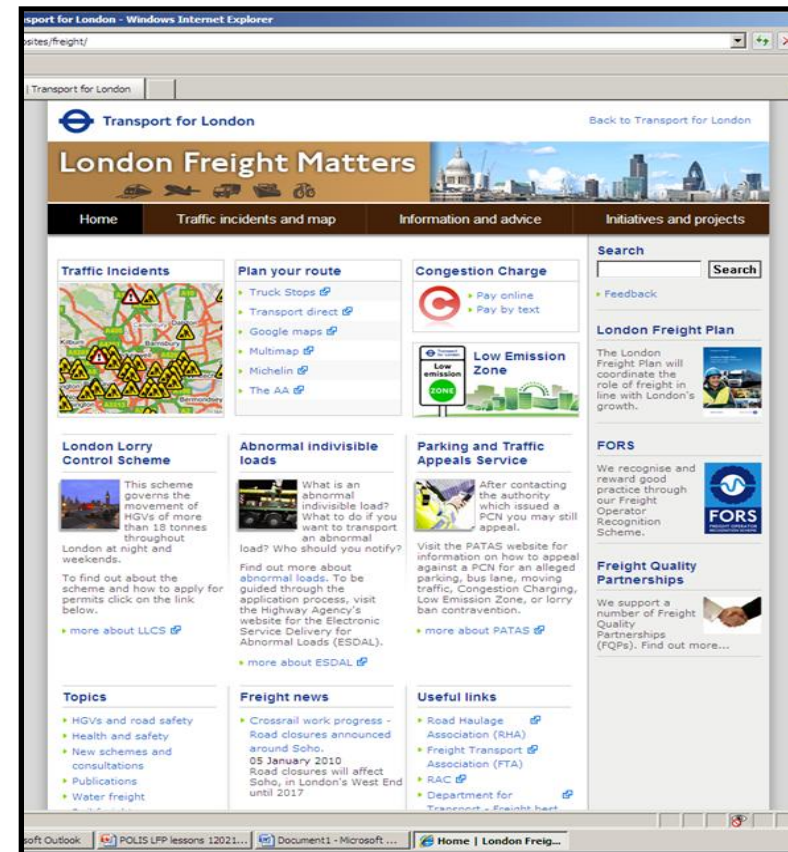 sport for London - Windows Internet Explorer
osites/freight/
| Transport for London
Transport for London
Back to Transport for London
London Freight Matters
Home
Traffic incidents and map
Information and advice
Initiatives and projects
Traffic Incidents
Plan your route
Truck Stops
Transport direct
Google maps
Multimap
Michelin
The AA
Congestion Charge
Pay online
Pay by text
Low
emission
ZONE
Low Emission
Zone
Search
Search
Feedback
London Freight Plan
The London
Freight Plan will
coordinate the
role of freight in
line with London's
growth.
FORS
We recognise and
reward good
practice through
our Freight
Operator
Recognition
Scheme.
FORS
Freight Quality
Partnerships
We support a
number of Freight
Quality
Partnerships
(FQPs). Find out more...
London Lorry
Control Scheme
This scheme
governs the
movement of
HGVs of more
than 18 tonnes
throughout
London at night and
weekends.
To find out about the
scheme and how to apply for
permits click on the link
below.
more about LLCS
Abnormal indivisible
loads
What is an
abnormal
indivisible load?
What to do if you
want to transport
an abnormal
load? Who should you notify?
Find out more about
abnormal loads. To be
guided through the
application process, visit
the Highway Agency's
website for the Electronic
Service Delivery for
Abnormal Loads (ESDAL).
more about ESDAL
Parking and Traffic
Appeals Service
After contacting
the authority
which issued a
PCN you may still
appeal.
Visit the PATAS website for
information on how to appeal
against a PCN for an alleged
parking, bus lane, moving
traffic, Congestion Charging,
Low Emission Zone, or lorry
ban contravention.
more about PATAS
Topics
HGVs and road safety
Health and safety
New schemes and
consultations
Publications
Water freight
Freight news
Crossrail work progress -
Road closures announced
around Soho.
05 January 2010
Road closures will affect
Soho, in London's West End
until 2017
Useful links
Road Haulage
Association (RHA)
Freight Transport
Association (FTA)
RAC
Department for
Transport - Freight best
soft Outlook
POLIS LFP lessons 12021...
Document1 - Microsoft ...
Home | London Freig...